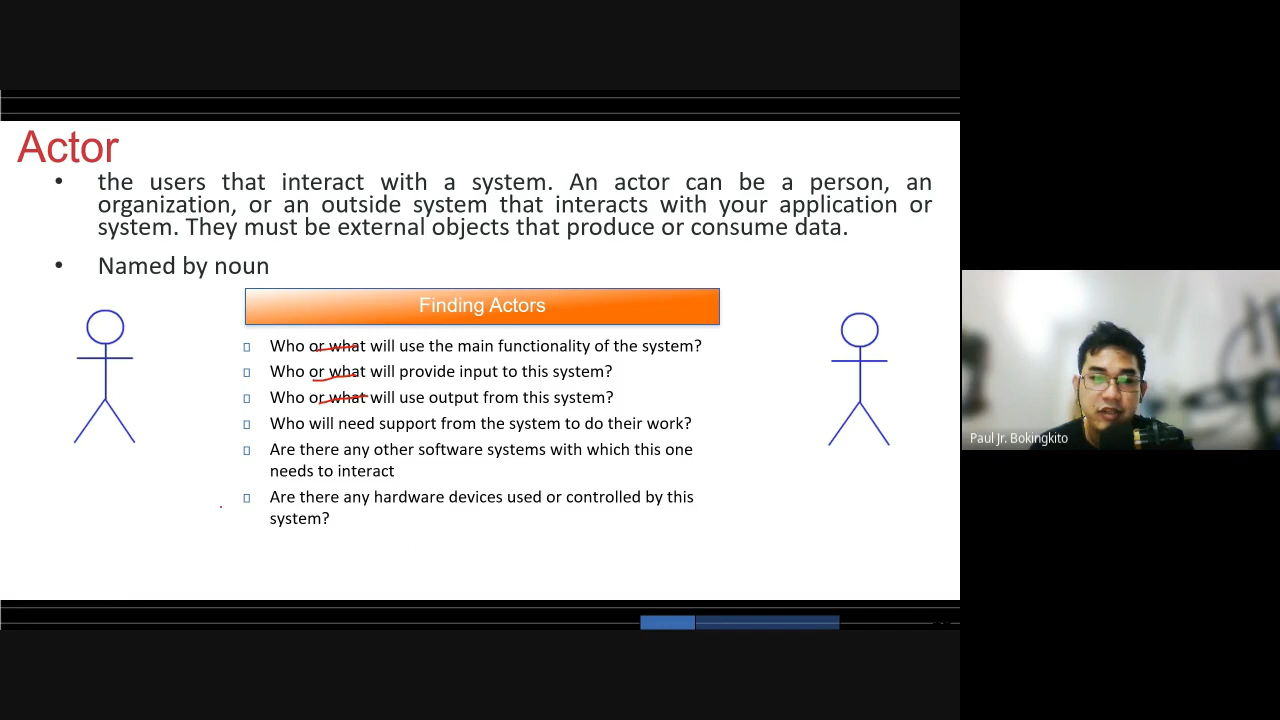 Actor
• the users that interact with a system. An actor can be a person, an
organization, or an outside system that interacts with your application or
system. They must be external objects that produce or consume data.
• Named by noun
Finding Actors
Who or what will use the main functionality of the system?
Who or what will provide input to this system?
Who or what will use output from this system?
Who will need support from the system to do their work?
Are there any other software systems with which this one
needs to interact
Are there any hardware devices used or controlled by this
system?
Paul Jr. Bokingkito